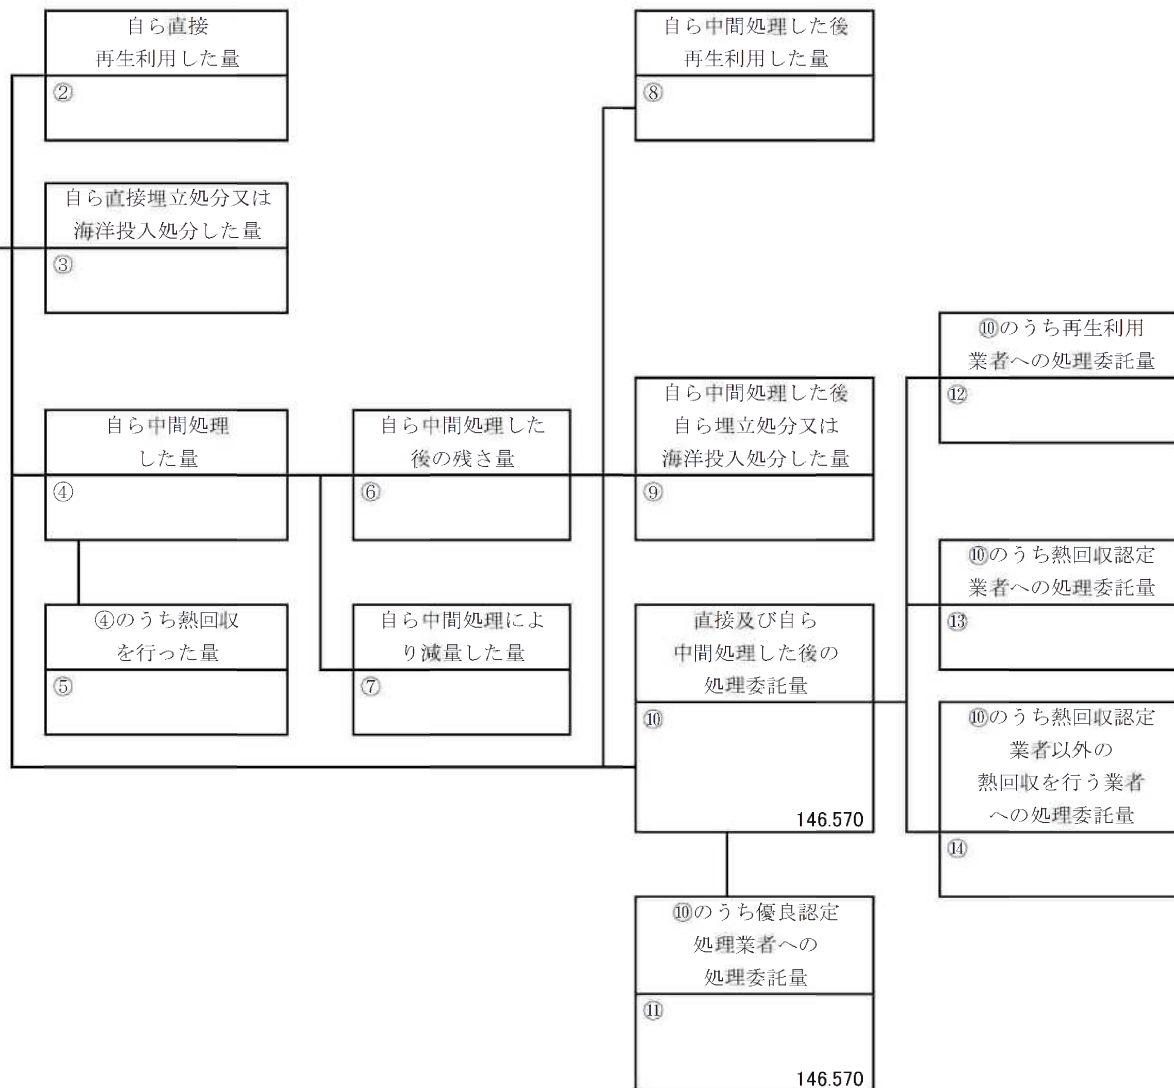 自ら直接
再生利用した量
②
自ら直接埋立処分又は
海洋投入処分した量
③
自ら中間処理
した量
④
④のうち熱回収
を行った量
⑤
自ら中間処理した
後の残さ量
⑥
自ら中間処理によ
り減量した量
⑦
自ら中間処理した後
再生利用した量
⑧
自ら中間処理した後
自ら埋立処分又は
海洋投入処分した量
⑨
直接及び自ら
中間処理した後の
処理委託量
⑩
146.570
⑩のうち優良認定
処理業者への
処理委託量
⑪
146.570
⑩のうち再生利用
業者への処理委託量
⑫
⑩のうち熱回収認定
業者への処理委託量
⑬
⑩のうち熱回収認定
業者以外の
熱回収を行う業者
への処理委託量
⑭